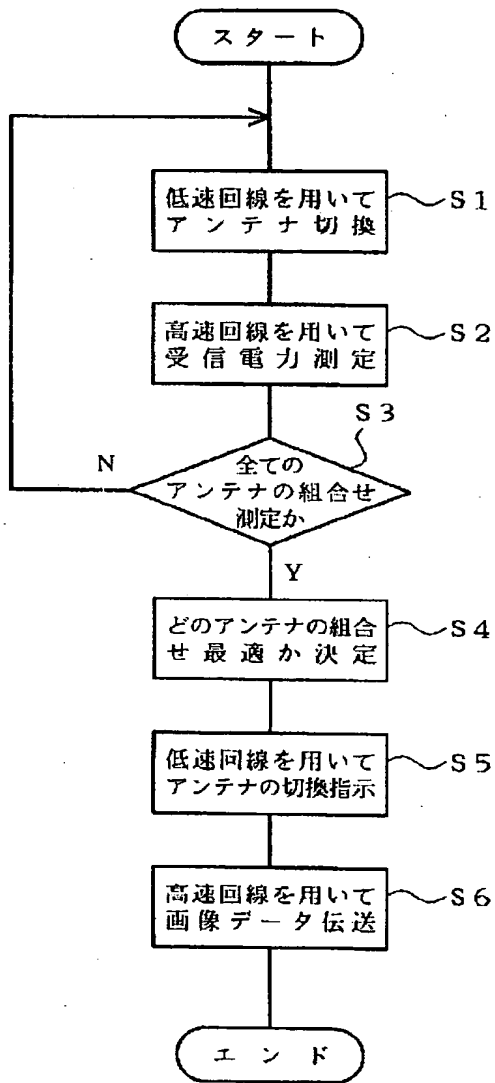 スタート
低速回線を用いて
アンテナ切換
S1
高速回線を用いて
受信電力測定
S2
S3
全ての
アンテナの組合せ
測定か
N
Y
どのアンテナの組合
せ最適か決定
S4
低速回線を用いて
アンテナの切換指示
S5
高速回線を用いて
画像データ伝送
S6
エンド